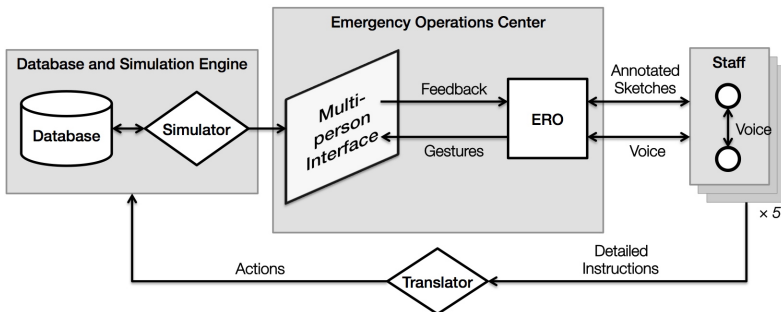 Emergency Operations Center
Database and Simulation Engine
Database
Simulator
Multi-
person
Interface
Feedback
Gestures
ERO
Annotated
Sketches
Voice
Staff
Voice
× 5
Actions
Translator
Detailed
Instructions